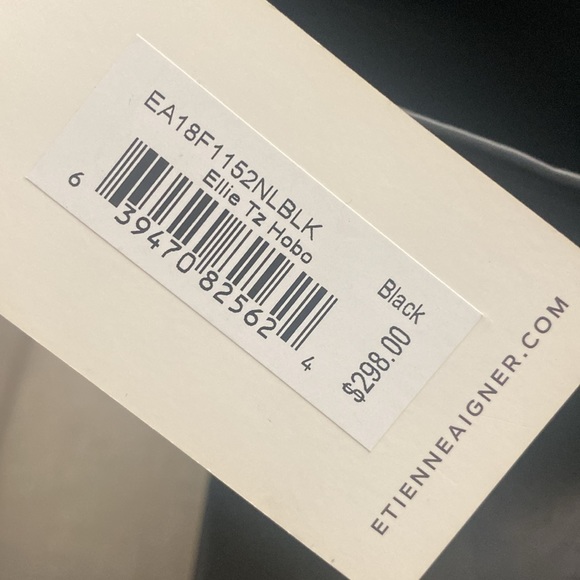 EA18F1152NLBLK
Ellie Tz Hobo
6 39470 82562 4
Black
$298.00
ETIENNEAIGNER.COM